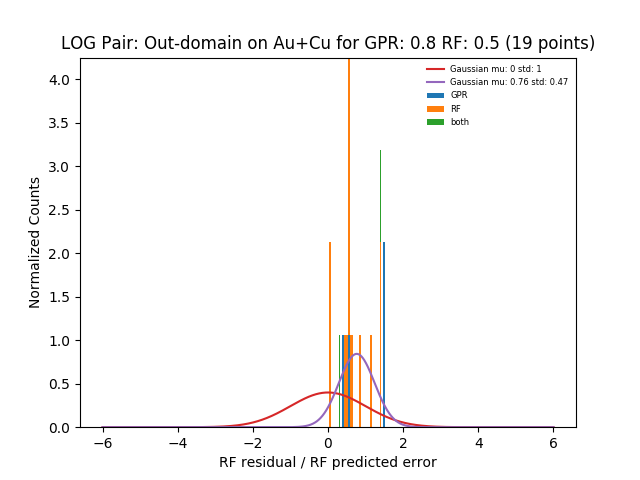 LOG Pair: Out-domain on Au+Cu for GPR: 0.8 RF: 0.5 (19 points)
Gaussian mu: 0 std: 1
Gaussian mu: 0.76 std: 0.47
GPR
RF
both
Normalized Counts
4.0
3.5
3.0
2.5
2.0
1.5
1.0
0.5
0.0
−6 −4 −2 0 2 4 6
RF residual / RF predicted error